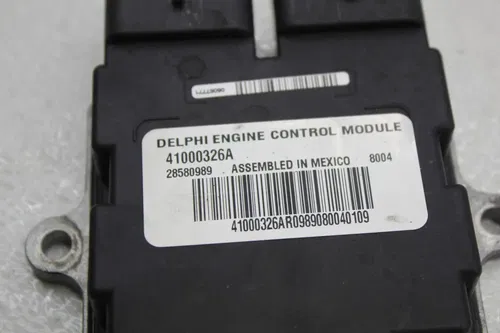 DELPHI ENGINE CONTROL MODULE
41000326A
28580989 ASSEMBLED IN MEXICO 8004
41000326AR0989080040109